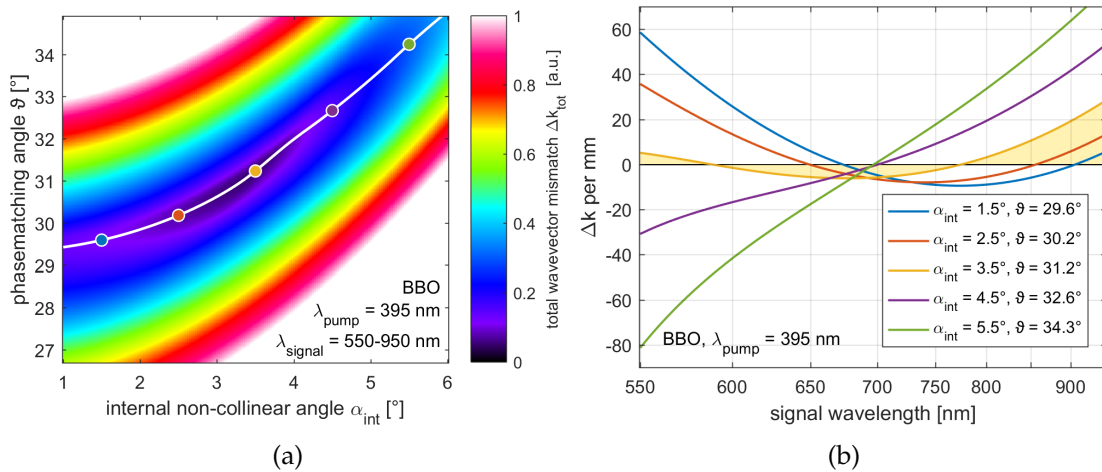 34
33
32
31
30
29
28
27
1
2
3
4
5
6
phasematching angle ϑ [°]
internal non-collinear angle α_int [°]
BBO
λ_pump = 395 nm
λ_signal = 550-950 nm
1
0.8
0.6
0.4
0.2
0
total wavevector mismatch Δk_tot [a.u.]
(a)
60
40
20
0
-20
-40
-60
-80
550
600
650
700
750
800
900
Δk per mm
signal wavelength [nm]
BBO, λ_pump = 395 nm
α_int = 1.5°, ϑ = 29.6°
α_int = 2.5°, ϑ = 30.2°
α_int = 3.5°, ϑ = 31.2°
α_int = 4.5°, ϑ = 32.6°
α_int = 5.5°, ϑ = 34.3°
(b)